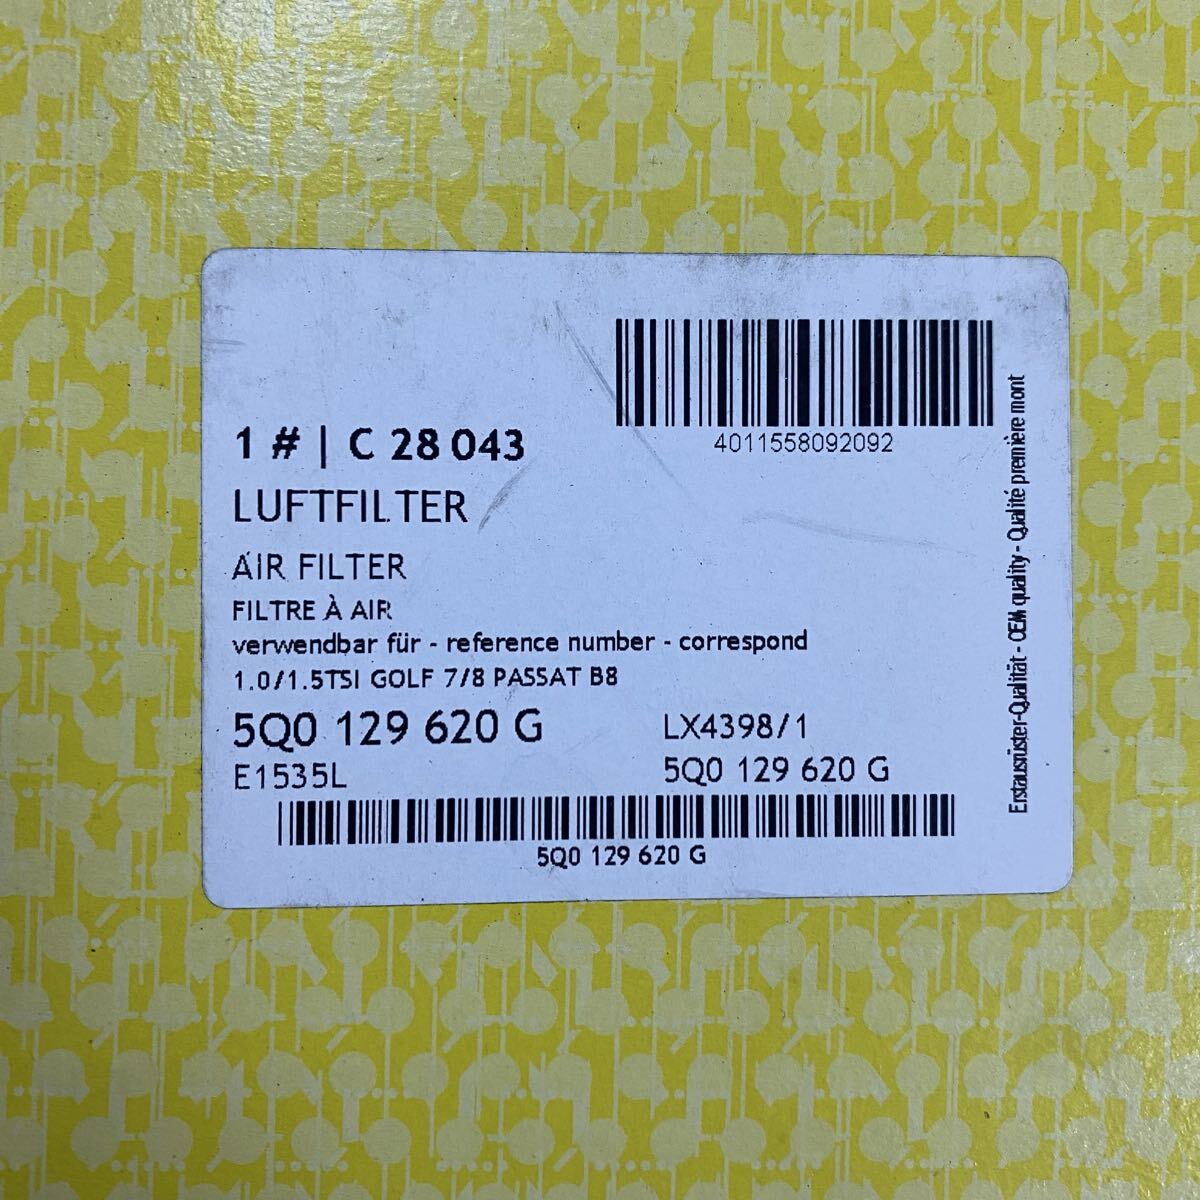 4011558092092
1 # | C 28 043
LUFTFILTER
AIR FILTER
FILTRE À AIR
verwendbar für - reference number - correspond
1.0/1.5TSI GOLF 7/8 PASSAT B8
5Q0 129 620 G
LX4398/1
E1535L
5Q0 129 620 G
5Q0 129 620 G
Erstausrüster-Qualität - OEM quality - Qualité première mont